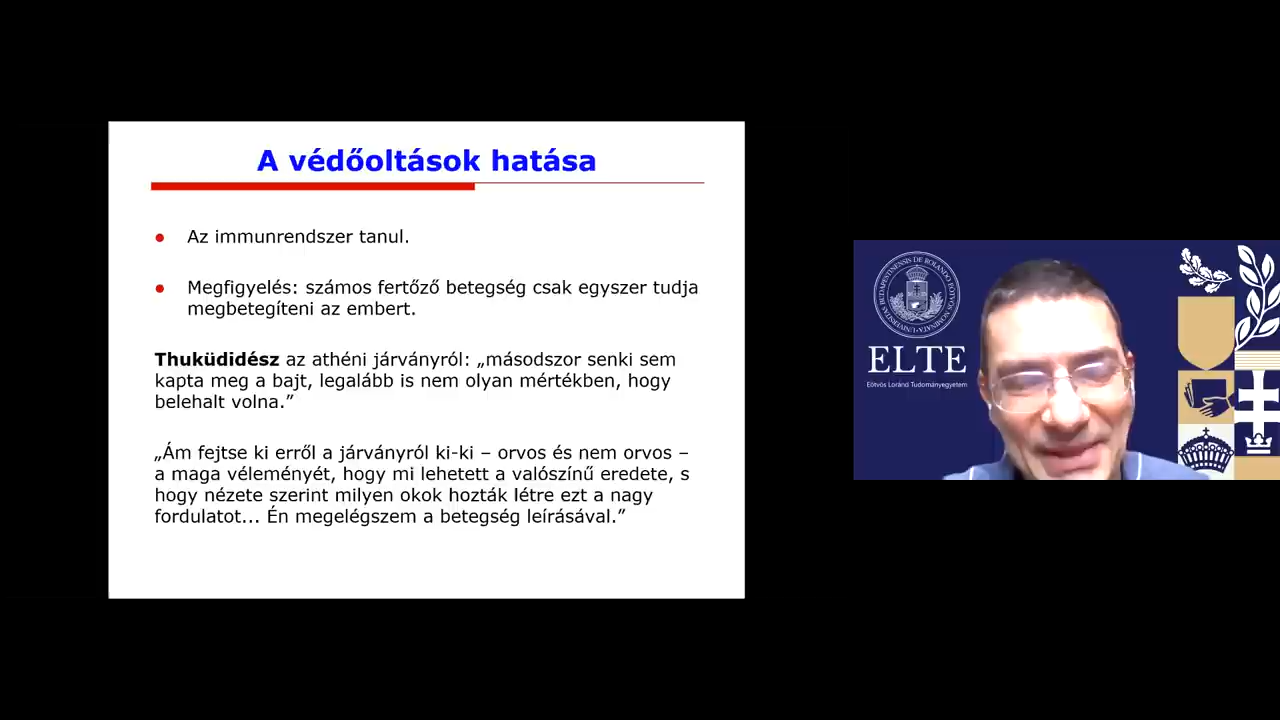 A védőoltások hatása
Az immunrendszer tanul.
Megfigyelés: számos fertőző betegség csak egyszer tudja
megbetegíteni az embert.
Thuküdidész az athéni járványról: „másodszor senki sem
kapta meg a bajt, legalább is nem olyan mértékben, hogy
belehalt volna.”
„Ám fejtse ki erről a járványról ki-ki – orvos és nem orvos –
a maga véleményét, hogy mi lehetett a valószínű eredete, s
hogy nézete szerint milyen okok hozták létre ezt a nagy
fordulatot... Én megelégszem a betegség leírásával.”
ELTE
Eötvös Loránd Tudományegyetem